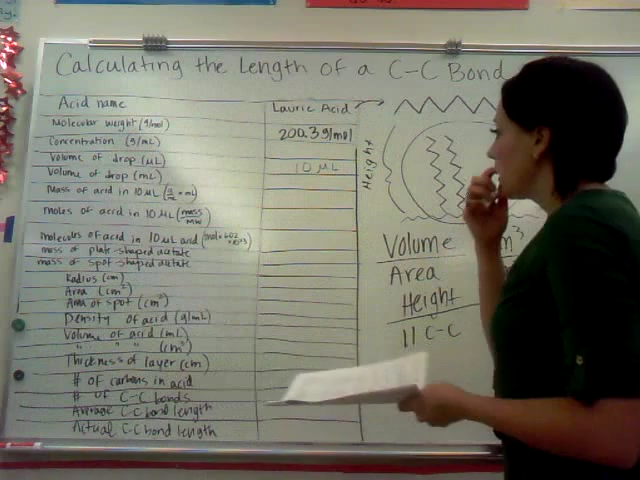 Calculating the Length of a C-C Bond
Acid name
Lauric Acid
Molecular weight (g/mol)
200.3 g/mol
Concentration (g/mL)
Volume of drop (µL)
10 µL
Volume of drop (mL)
Mass of acid in 10 µL
moles of acid in 10 µL (mass/MW)
molecules of acid in 10 µL acid
mass of plate-shaped acetate
mass of spot-shaped acetate
Radius (cm)
Area (cm²)
Area of spot (cm²)
Density of acid (g/mL)
Volume of acid (mL)
" " " (cm³)
Thickness of layer (cm)
# of carbons in acid
# of C-C bonds
Average C-C bond length
Actual C-C bond length
Height
Volume
Area
Height
11 C-C